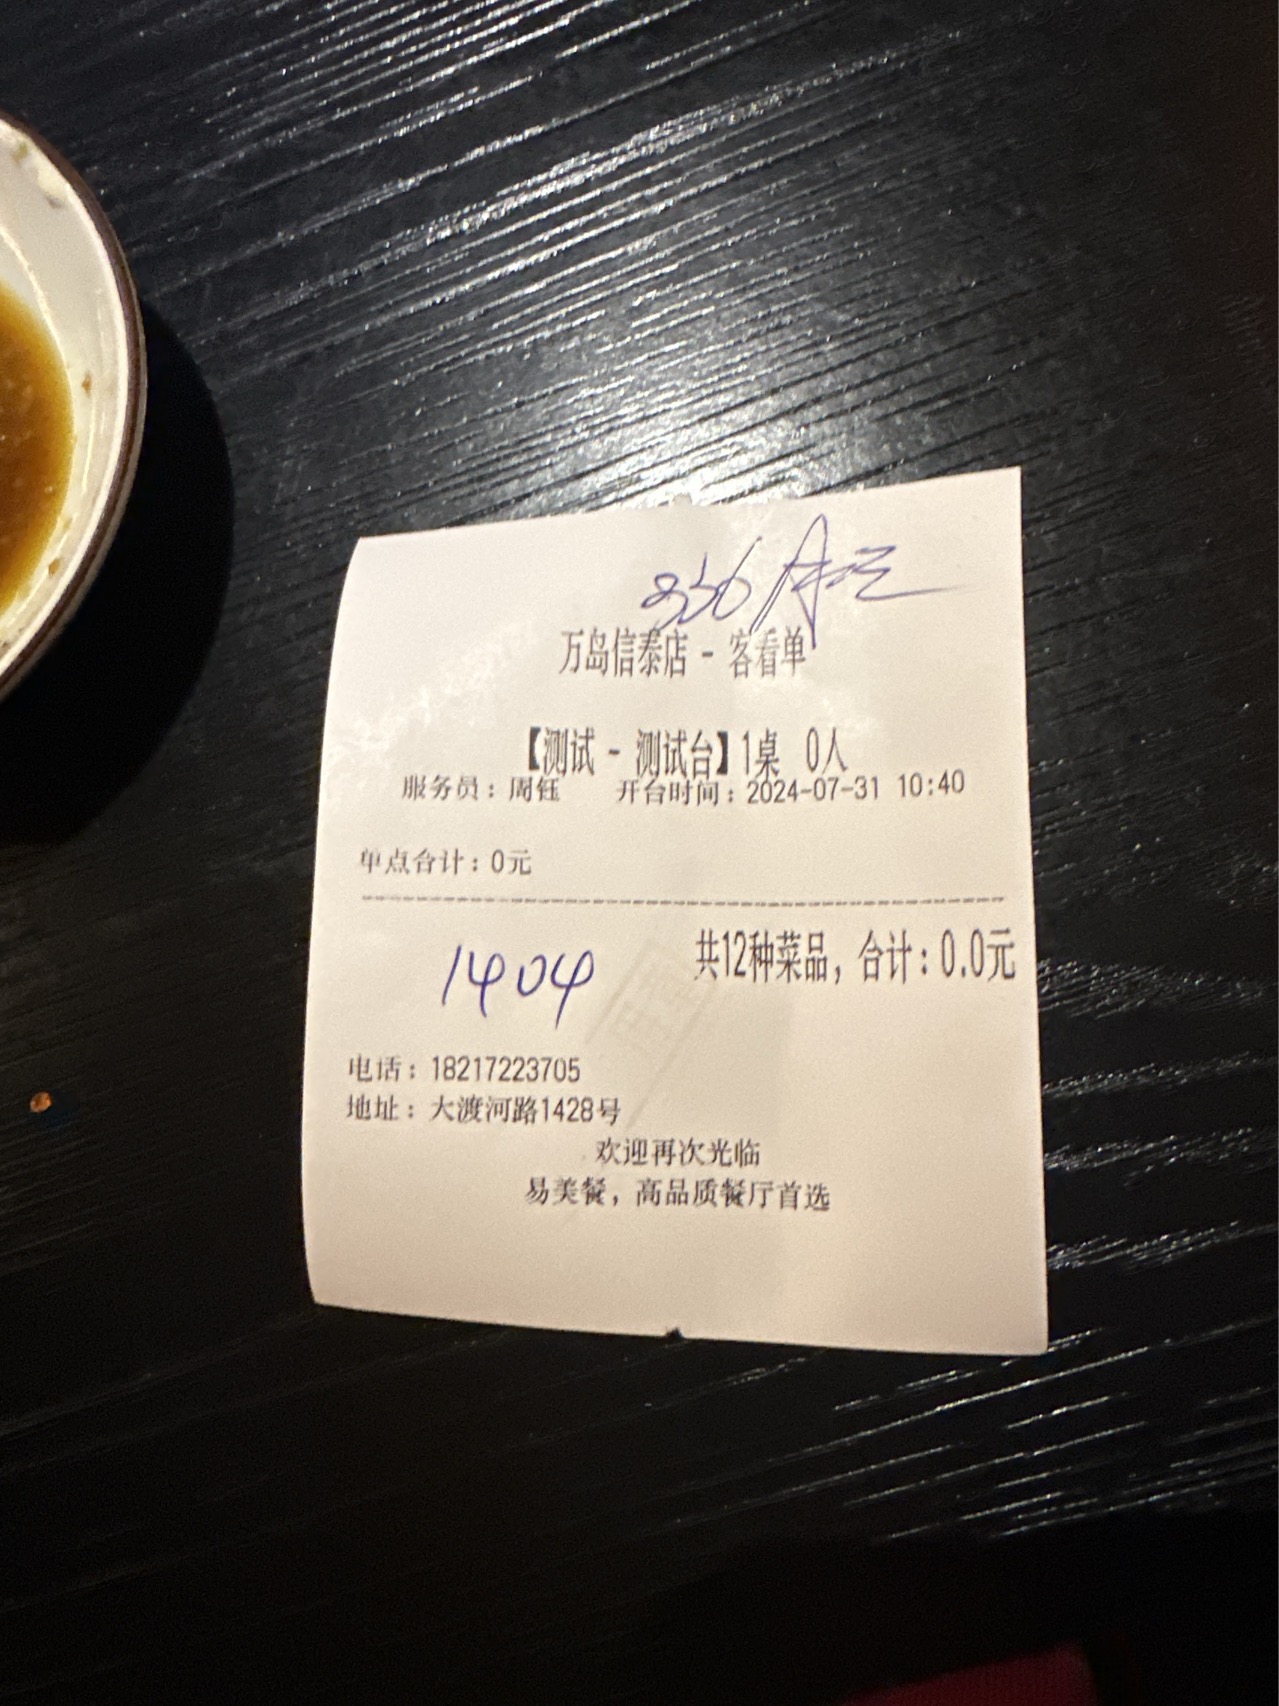 336
万岛信泰店 - 客看单
【测试 - 测试台】1桌 0人
服务员：周钰 开台时间：2024-07-31 10:40
单点合计：0元
共12种菜品，合计：0.0元
1404
电话：18217223705
地址：大渡河路1428号
欢迎再次光临
易美餐，高品质餐厅首选